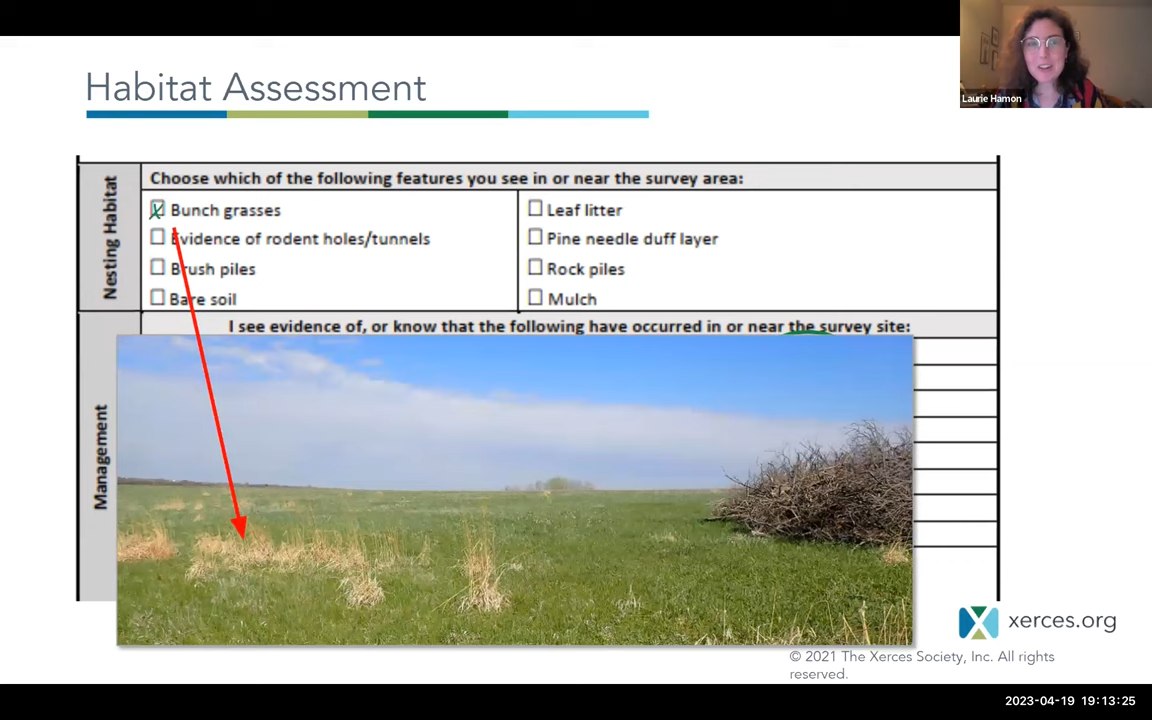 Laurie Hamon
Habitat Assessment
Nesting Habitat
Choose which of the following features you see in or near the survey area:
Bunch grasses
Evidence of rodent holes/tunnels
Brush piles
Bare soil
Leaf litter
Pine needle duff layer
Rock piles
Mulch
Management
I see evidence of, or know that the following have occurred in or near the survey site:
xerces.org
© 2021 The Xerces Society, Inc. All rights
reserved.
2023-04-19 19:13:25